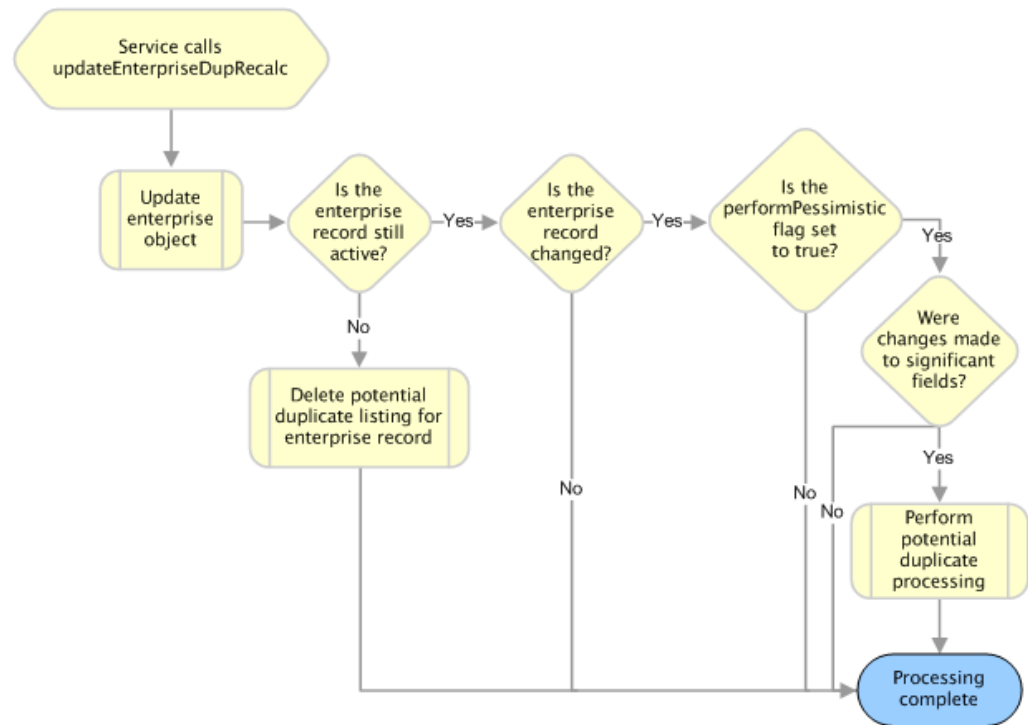 Service calls
updateEnterpriseDupRecalc
Update
enterprise
object
Is the
enterprise
record still
active?
Yes
Is the
enterprise
record
changed?
Yes
Is the
performPessimistic
flag set
to true?
Yes
No
Were
changes made
to significant
fields?
Delete potential
duplicate listing for
enterprise record
Yes
No
No
No
Perform
potential
duplicate
processing
Processing
complete